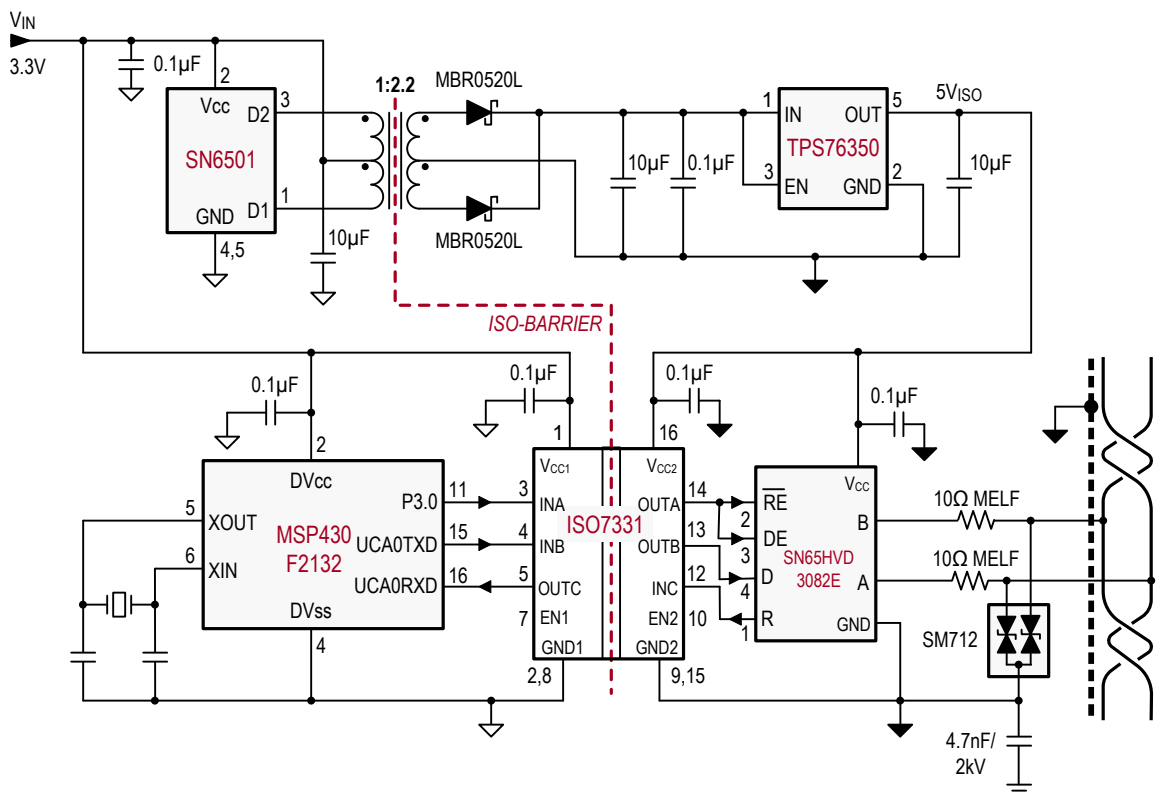 VIN
3.3V
0.1µF
2
Vcc
3
D2
SN6501
1
D1
GND
4,5
10µF
1:2.2
MBR0520L
MBR0520L
10µF
0.1µF
1
IN
OUT
5
TPS76350
3
EN
GND
2
5VISO
10µF
ISO-BARRIER
0.1µF
2
DVcc
P3.0
11
5
XOUT
MSP430
F2132
UCA0TXD
15
6
XIN
UCA0RXD
16
DVss
4
0.1µF
1
VCC1
3
INA
4
INB
5
OUTC
7
EN1
GND1
2,8
ISO7331
0.1µF
16
VCC2
OUTA
14
OUTB
13
INC
12
EN2
10
GND2
9,15
0.1µF
Vcc
RE
2
DE
3
D
4
R
1
SN65HVD
3082E
B
A
GND
10Ω MELF
10Ω MELF
SM712
4.7nF/
2kV